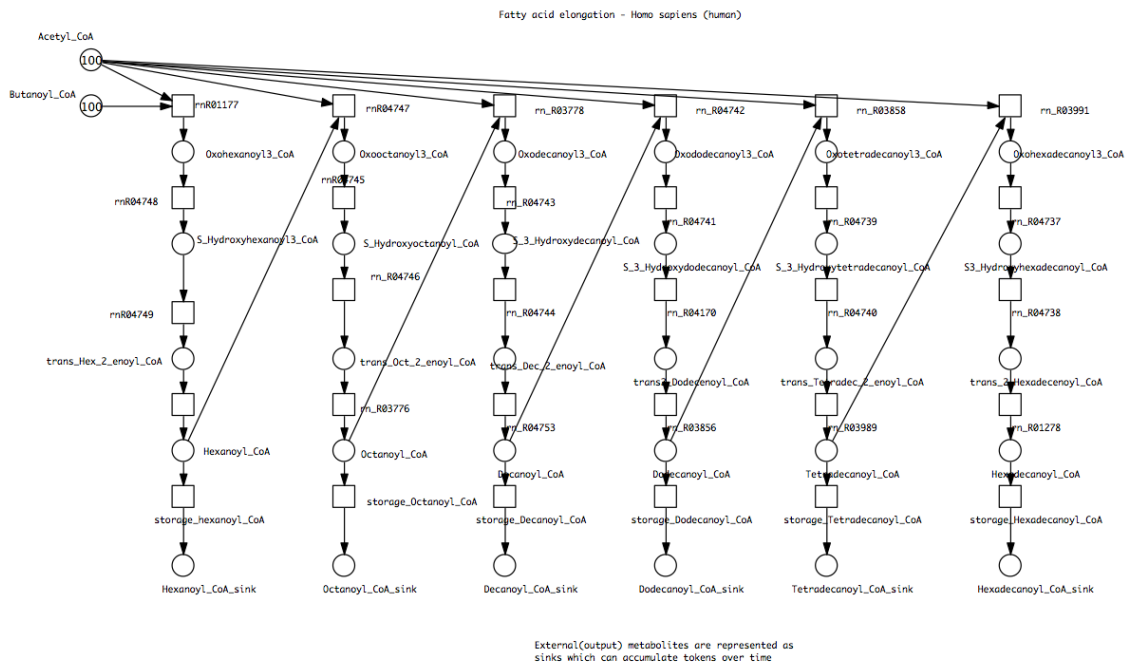 Fatty acid elongation - Homo sapiens (human)
Acetyl_CoA
100
Butanoyl_CoA
100
rnR01177
rnR04747
rn_R03778
rn_R04742
rn_R03858
rn_R03991
Oxohexanoyl3_CoA
Oxooctanoyl3_CoA
Oxodecanoyl3_CoA
Oxododecanoyl3_CoA
Oxotetradecanoyl3_CoA
Oxohexadecanoyl3_CoA
rnR04748
rnR04745
rn_R04743
rn_R04741
rn_R04739
rn_R04737
S_Hydroxyhexanoyl3_CoA
S_Hydroxyoctanoyl_CoA
S_3_Hydroxydecanoyl_CoA
S_3_Hydroxydodecanoyl_CoA
S_3_Hydroxytetradecanoyl_CoA
S3_Hydroxyhexadecanoyl_CoA
rnR04749
rn_R04746
rn_R04744
rn_R04170
rn_R04740
rn_R04738
trans_Hex_2_enoyl_CoA
trans_Oct_2_enoyl_CoA
trans_Dec_2_enoyl_CoA
trans2_Dodecenoyl_CoA
trans_Tetradec_2_enoyl_CoA
trans_2_Hexadecenoyl_CoA
rn_R03776
rn_R04753
rn_R03856
rn_R03989
rn_R01278
Hexanoyl_CoA
Octanoyl_CoA
Decanoyl_CoA
Dodecanoyl_CoA
Tetradecanoyl_CoA
Hexadecanoyl_CoA
storage_hexanoyl_CoA
storage_Octanoyl_CoA
storage_Decanoyl_CoA
storage_Dodecanoyl_CoA
storage_Tetradecanoyl_CoA
storage_Hexadecanoyl_CoA
Hexanoyl_CoA_sink
Octanoyl_CoA_sink
Decanoyl_CoA_sink
Dodecanoyl_CoA_sink
Tetradecanoyl_CoA_sink
Hexadecanoyl_CoA_sink
External(output) metabolites are represented as
sinks which can accumulate tokens over time